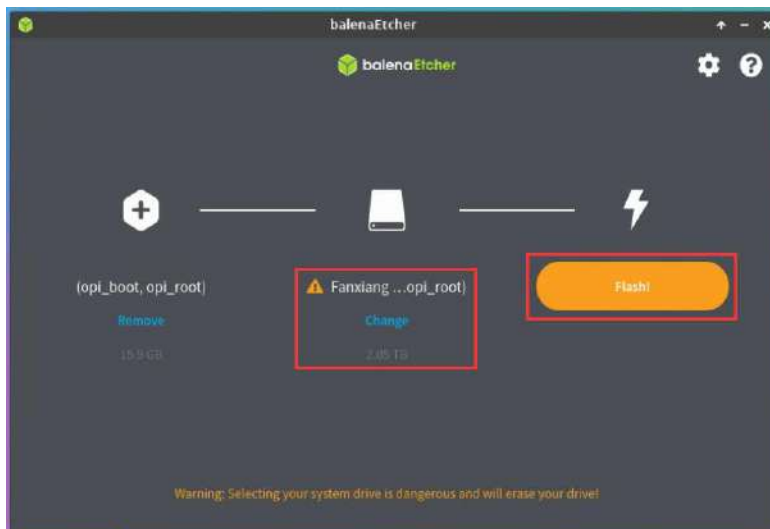 balenaEtcher
balenaEtcher
(opi_boot, opi_root)
Remove
15.9 GB
Fanxiang ...opi_root)
Change
2.05 TB
Flash!
Warning: Selecting your system drive is dangerous and will erase your drive!